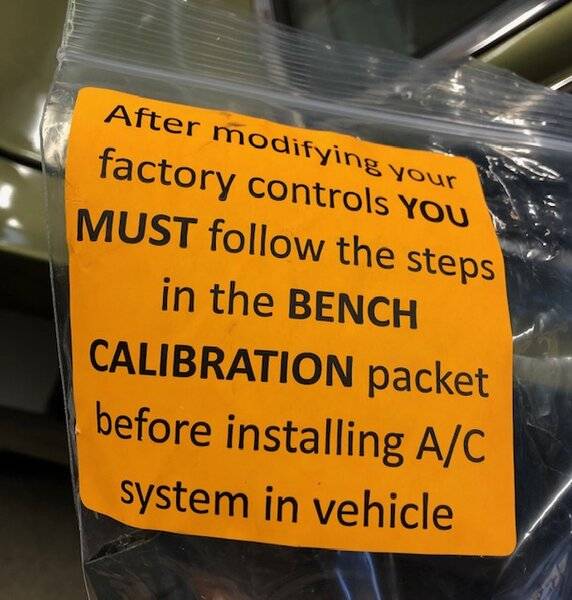 After modifying your
factory controls YOU
MUST follow the steps
in the BENCH
CALIBRATION packet
before installing A/C
system in vehicle